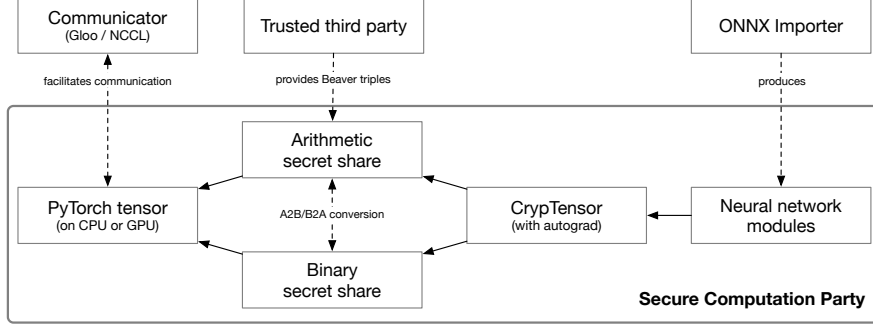 Communicator
(Gloo / NCCL)
Trusted third party
ONNX Importer
facilitates communication
provides Beaver triples
produces
Arithmetic
secret share
PyTorch tensor
(on CPU or GPU)
A2B/B2A conversion
CrypTensor
(with autograd)
Neural network
modules
Binary
secret share
Secure Computation Party